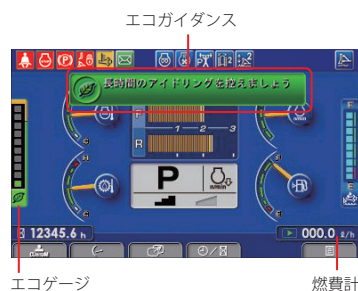 エコガイダンス
長時間のアイドリングを控えましょう
F
1 2 3
R
P
n/min
12345.6 h
000.0 ℓ/h
エコゲージ
燃費計